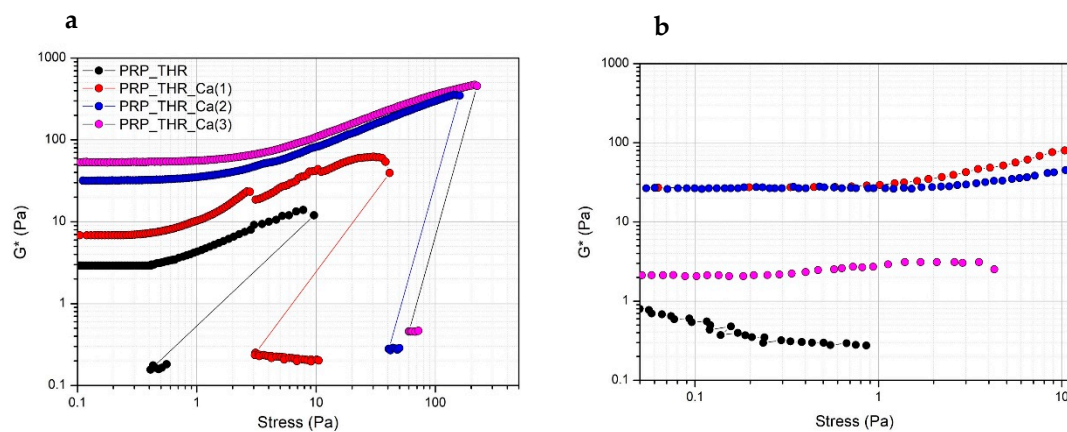 a
1000
100
10
1
0.1
G* (Pa)
PRP_THR
PRP_THR_Ca(1)
PRP_THR_Ca(2)
PRP_THR_Ca(3)
0.1 1 10 100
Stress (Pa)
b
1000
100
10
1
0.1
G* (Pa)
0.1 1 10
Stress (Pa)